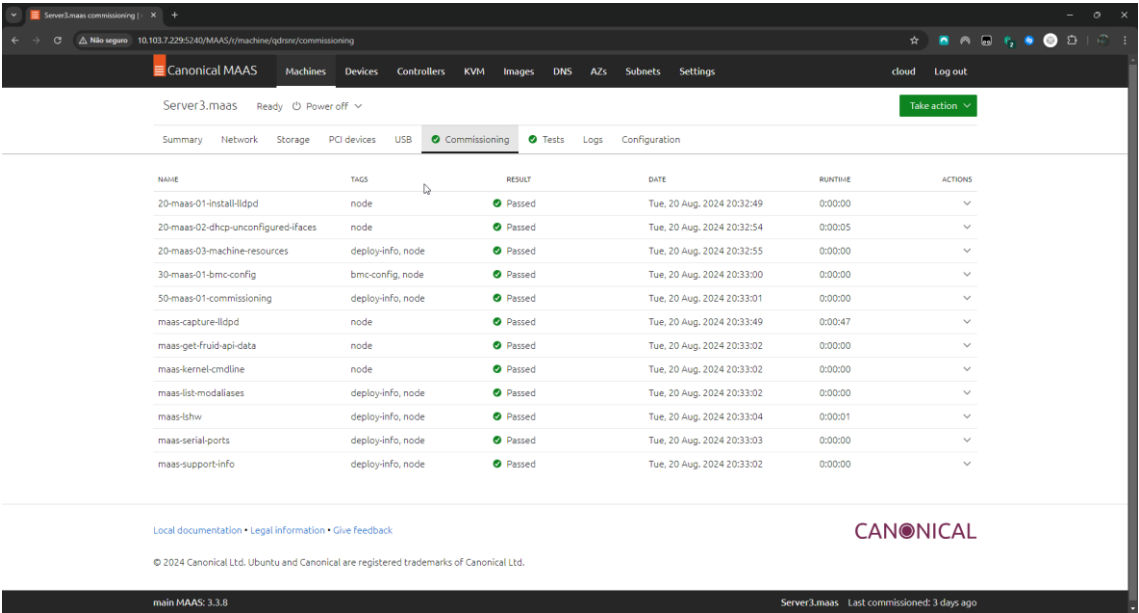 Server3.maas commissioning | ‹
Não seguro 10.103.7.229:5240/MAAS/r/machine/qdrsnr/commissioning
Canonical MAAS Machines Devices Controllers KVM Images DNS AZs Subnets Settings cloud Log out
Server3.maas Ready Power off Take action
Summary Network Storage PCI devices USB Commissioning Tests Logs Configuration
NAME TAGS RESULT DATE RUNTIME ACTIONS
20-maas-01-install-lldpd node Passed Tue, 20 Aug. 2024 20:32:49 0:00:00
20-maas-02-dhcp-unconfigured-ifaces node Passed Tue, 20 Aug. 2024 20:32:54 0:00:05
20-maas-03-machine-resources deploy-info, node Passed Tue, 20 Aug. 2024 20:32:55 0:00:00
30-maas-01-bmc-config bmc-config, node Passed Tue, 20 Aug. 2024 20:33:00 0:00:00
50-maas-01-commissioning deploy-info, node Passed Tue, 20 Aug. 2024 20:33:01 0:00:00
maas-capture-lldpd node Passed Tue, 20 Aug. 2024 20:33:49 0:00:47
maas-get-fruid-api-data node Passed Tue, 20 Aug. 2024 20:33:02 0:00:00
maas-kernel-cmdline node Passed Tue, 20 Aug. 2024 20:33:02 0:00:00
maas-list-modaliases deploy-info, node Passed Tue, 20 Aug. 2024 20:33:02 0:00:00
maas-lshw deploy-info, node Passed Tue, 20 Aug. 2024 20:33:04 0:00:01
maas-serial-ports deploy-info, node Passed Tue, 20 Aug. 2024 20:33:03 0:00:00
maas-support-info deploy-info, node Passed Tue, 20 Aug. 2024 20:33:02 0:00:00
Local documentation • Legal information • Give feedback
CANONICAL
© 2024 Canonical Ltd. Ubuntu and Canonical are registered trademarks of Canonical Ltd.
main MAAS: 3.3.8 Server3.maas Last commissioned: 3 days ago